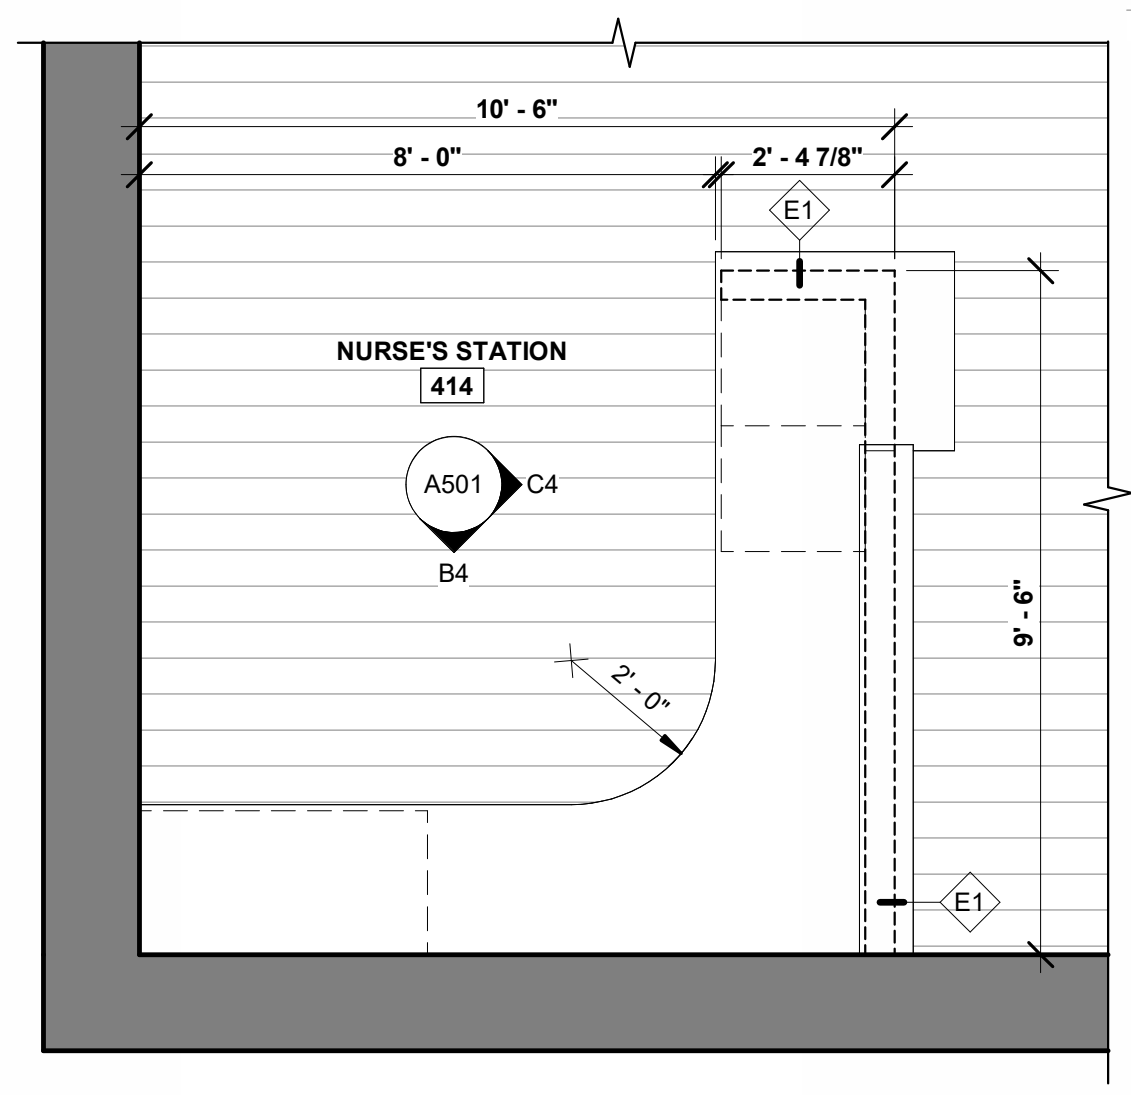 10' - 6"
8' - 0"
2' - 4 7/8"
E1
NURSE'S STATION
414
A501
C4
B4
9' - 6"
2' - 0"
E1